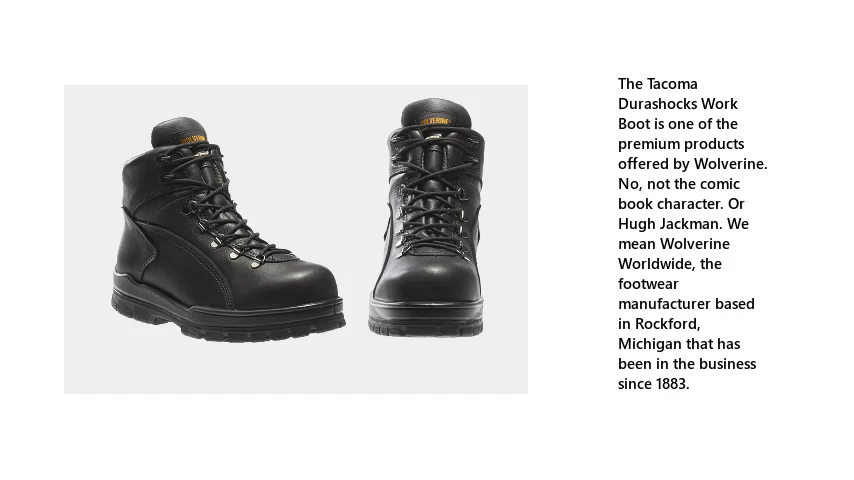 WOLVERINE
WOLVERINE
The Tacoma
Durashocks Work
Boot is one of the
premium products
offered by Wolverine.
No, not the comic
book character. Or
Hugh Jackman. We
mean Wolverine
Worldwide, the
footwear
manufacturer based
in Rockford,
Michigan that has
been in the business
since 1883.